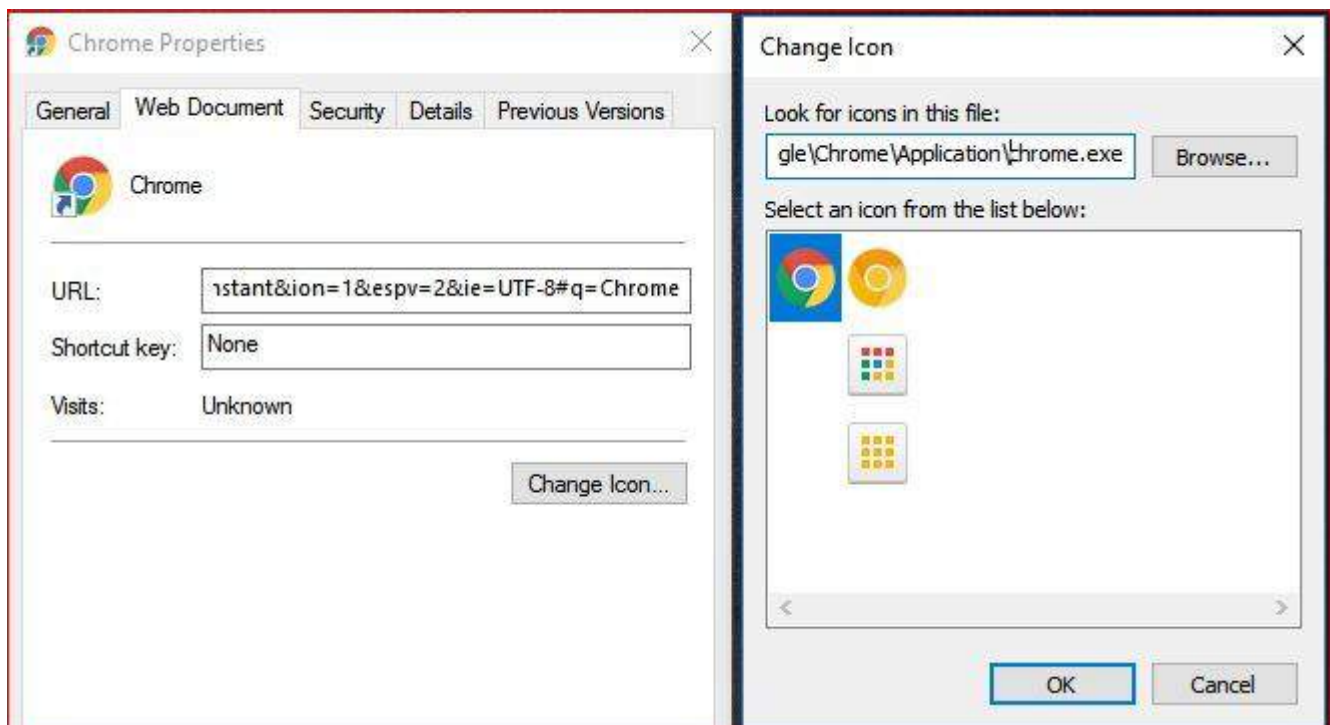 Chrome Properties
General Web Document Security Details Previous Versions
Chrome
URL: nstant&ion=1&espv=2&ie=UTF-8#q=Chrome
Shortcut key: None
Visits: Unknown
Change Icon...
Change Icon
Look for icons in this file:
gle\Chrome\Application\chrome.exe Browse...
Select an icon from the list below:
OK Cancel